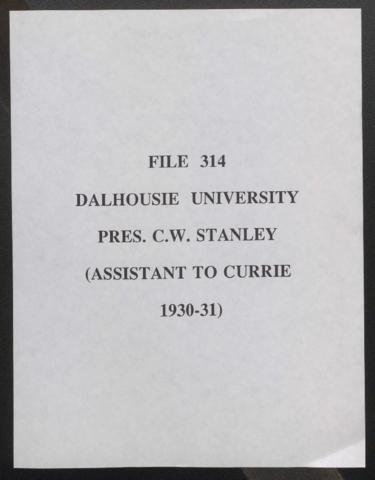 FILE 314
DALHOUSIE UNIVERSITY
PRES. C.W. STANLEY
(ASSISTANT TO CURRIE
1930-31)